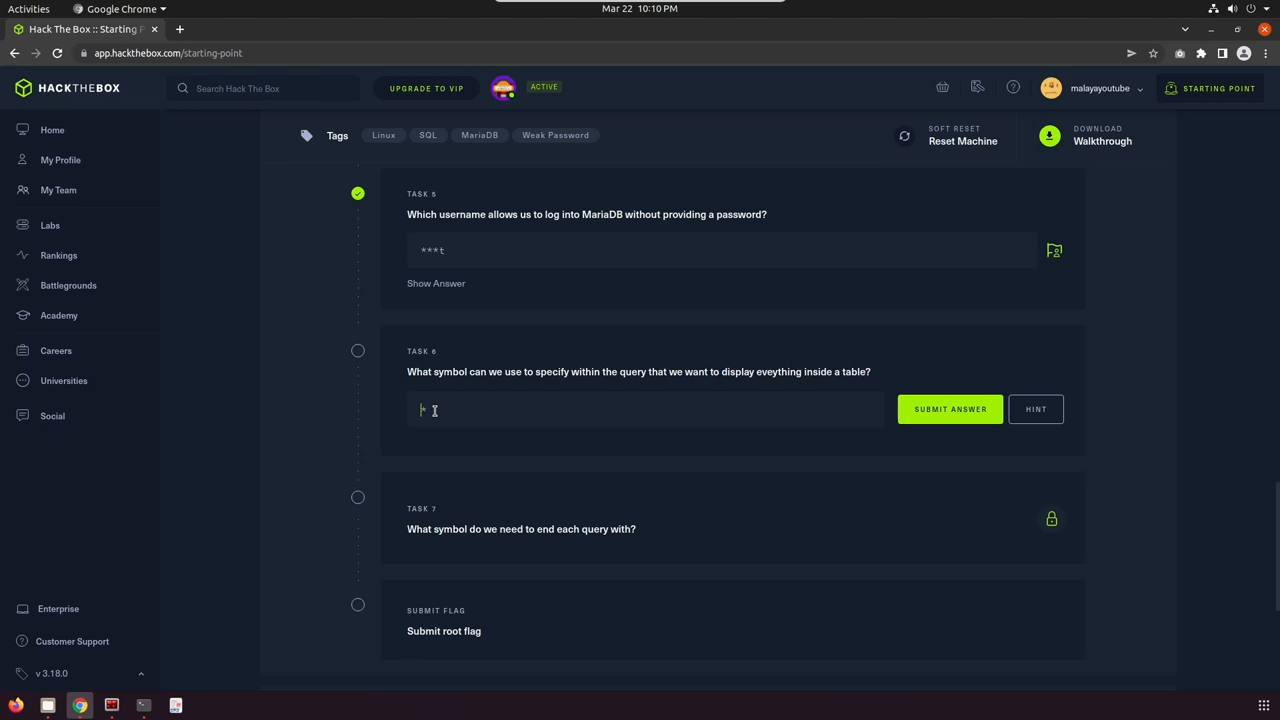 Activities
Google Chrome
Mar 22 10:10 PM
Hack The Box :: Starting P
app.hackthebox.com/starting-point
HACKTHEBOX
Search Hack The Box
UPGRADE TO VIP
ACTIVE
malayayoutube
STARTING POINT
Home
My Profile
My Team
Labs
Rankings
Battlegrounds
Academy
Careers
Universities
Social
Enterprise
Customer Support
v 3.18.0
Tags
Linux
SQL
MariaDB
Weak Password
SOFT RESET
Reset Machine
DOWNLOAD
Walkthrough
TASK 5
Which username allows us to log into MariaDB without providing a password?
***t
Show Answer
TASK 6
What symbol can we use to specify within the query that we want to display eveything inside a table?
*
SUBMIT ANSWER
HINT
TASK 7
What symbol do we need to end each query with?
SUBMIT FLAG
Submit root flag